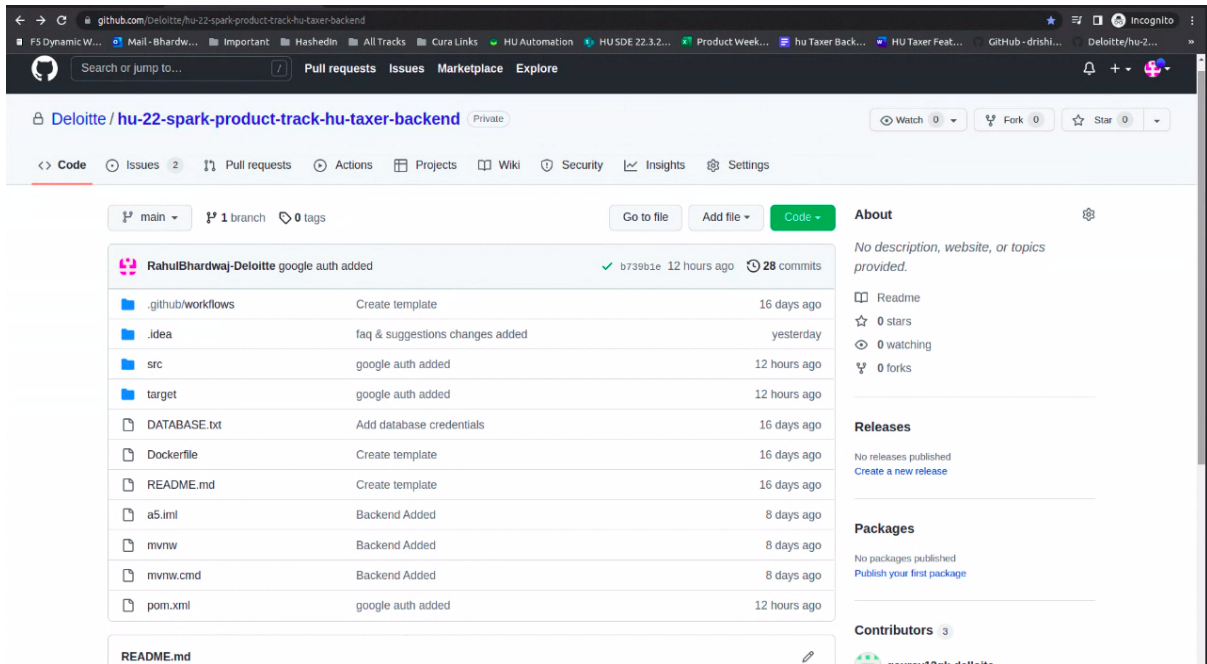 github.com/Deloitte/hu-22-spark-product-track-hu-taxer-backend Incognito
F5 Dynamic W... Mail - Bhardw... Important HashedIn All Tracks Cura Links HU Automation HU SDE 22.3.2... Product Week... hu Taxer Back... HU Taxer Feat... GitHub - drishi... Deloitte/hu-2... »
Search or jump to... / Pull requests Issues Marketplace Explore
Deloitte / hu-22-spark-product-track-hu-taxer-backend Private Watch 0 Fork 0 Star 0
Code Issues 2 Pull requests Actions Projects Wiki Security Insights Settings
main 1 branch 0 tags Go to file Add file Code
RahulBhardwaj-Deloitte google auth added b739b1e 12 hours ago 28 commits
.github/workflows Create template 16 days ago
.idea faq & suggestions changes added yesterday
src google auth added 12 hours ago
target google auth added 12 hours ago
DATABASE.txt Add database credentials 16 days ago
Dockerfile Create template 16 days ago
README.md Create template 16 days ago
a5.iml Backend Added 8 days ago
mvnw Backend Added 8 days ago
mvnw.cmd Backend Added 8 days ago
pom.xml google auth added 12 hours ago
README.md
About
No description, website, or topics
provided.
Readme
0 stars
0 watching
0 forks
Releases
No releases published
Create a new release
Packages
No packages published
Publish your first package
Contributors 3